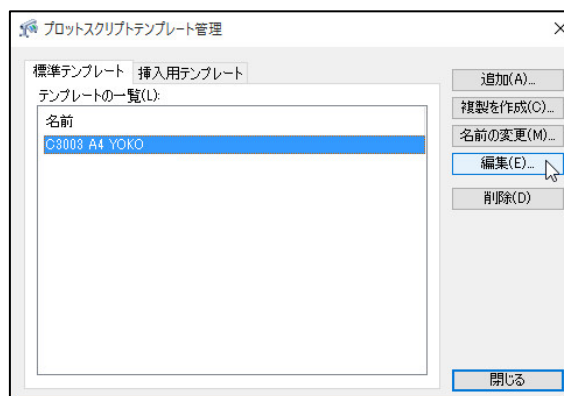 プロットスクリプトテンプレート管理
標準テンプレート 挿入用テンプレート
テンプレートの一覧(L):
名前
C3003 A4 YOKO
追加(A)...
複製を作成(C)...
名前の変更(M)...
編集(E)...
削除(D)
閉じる